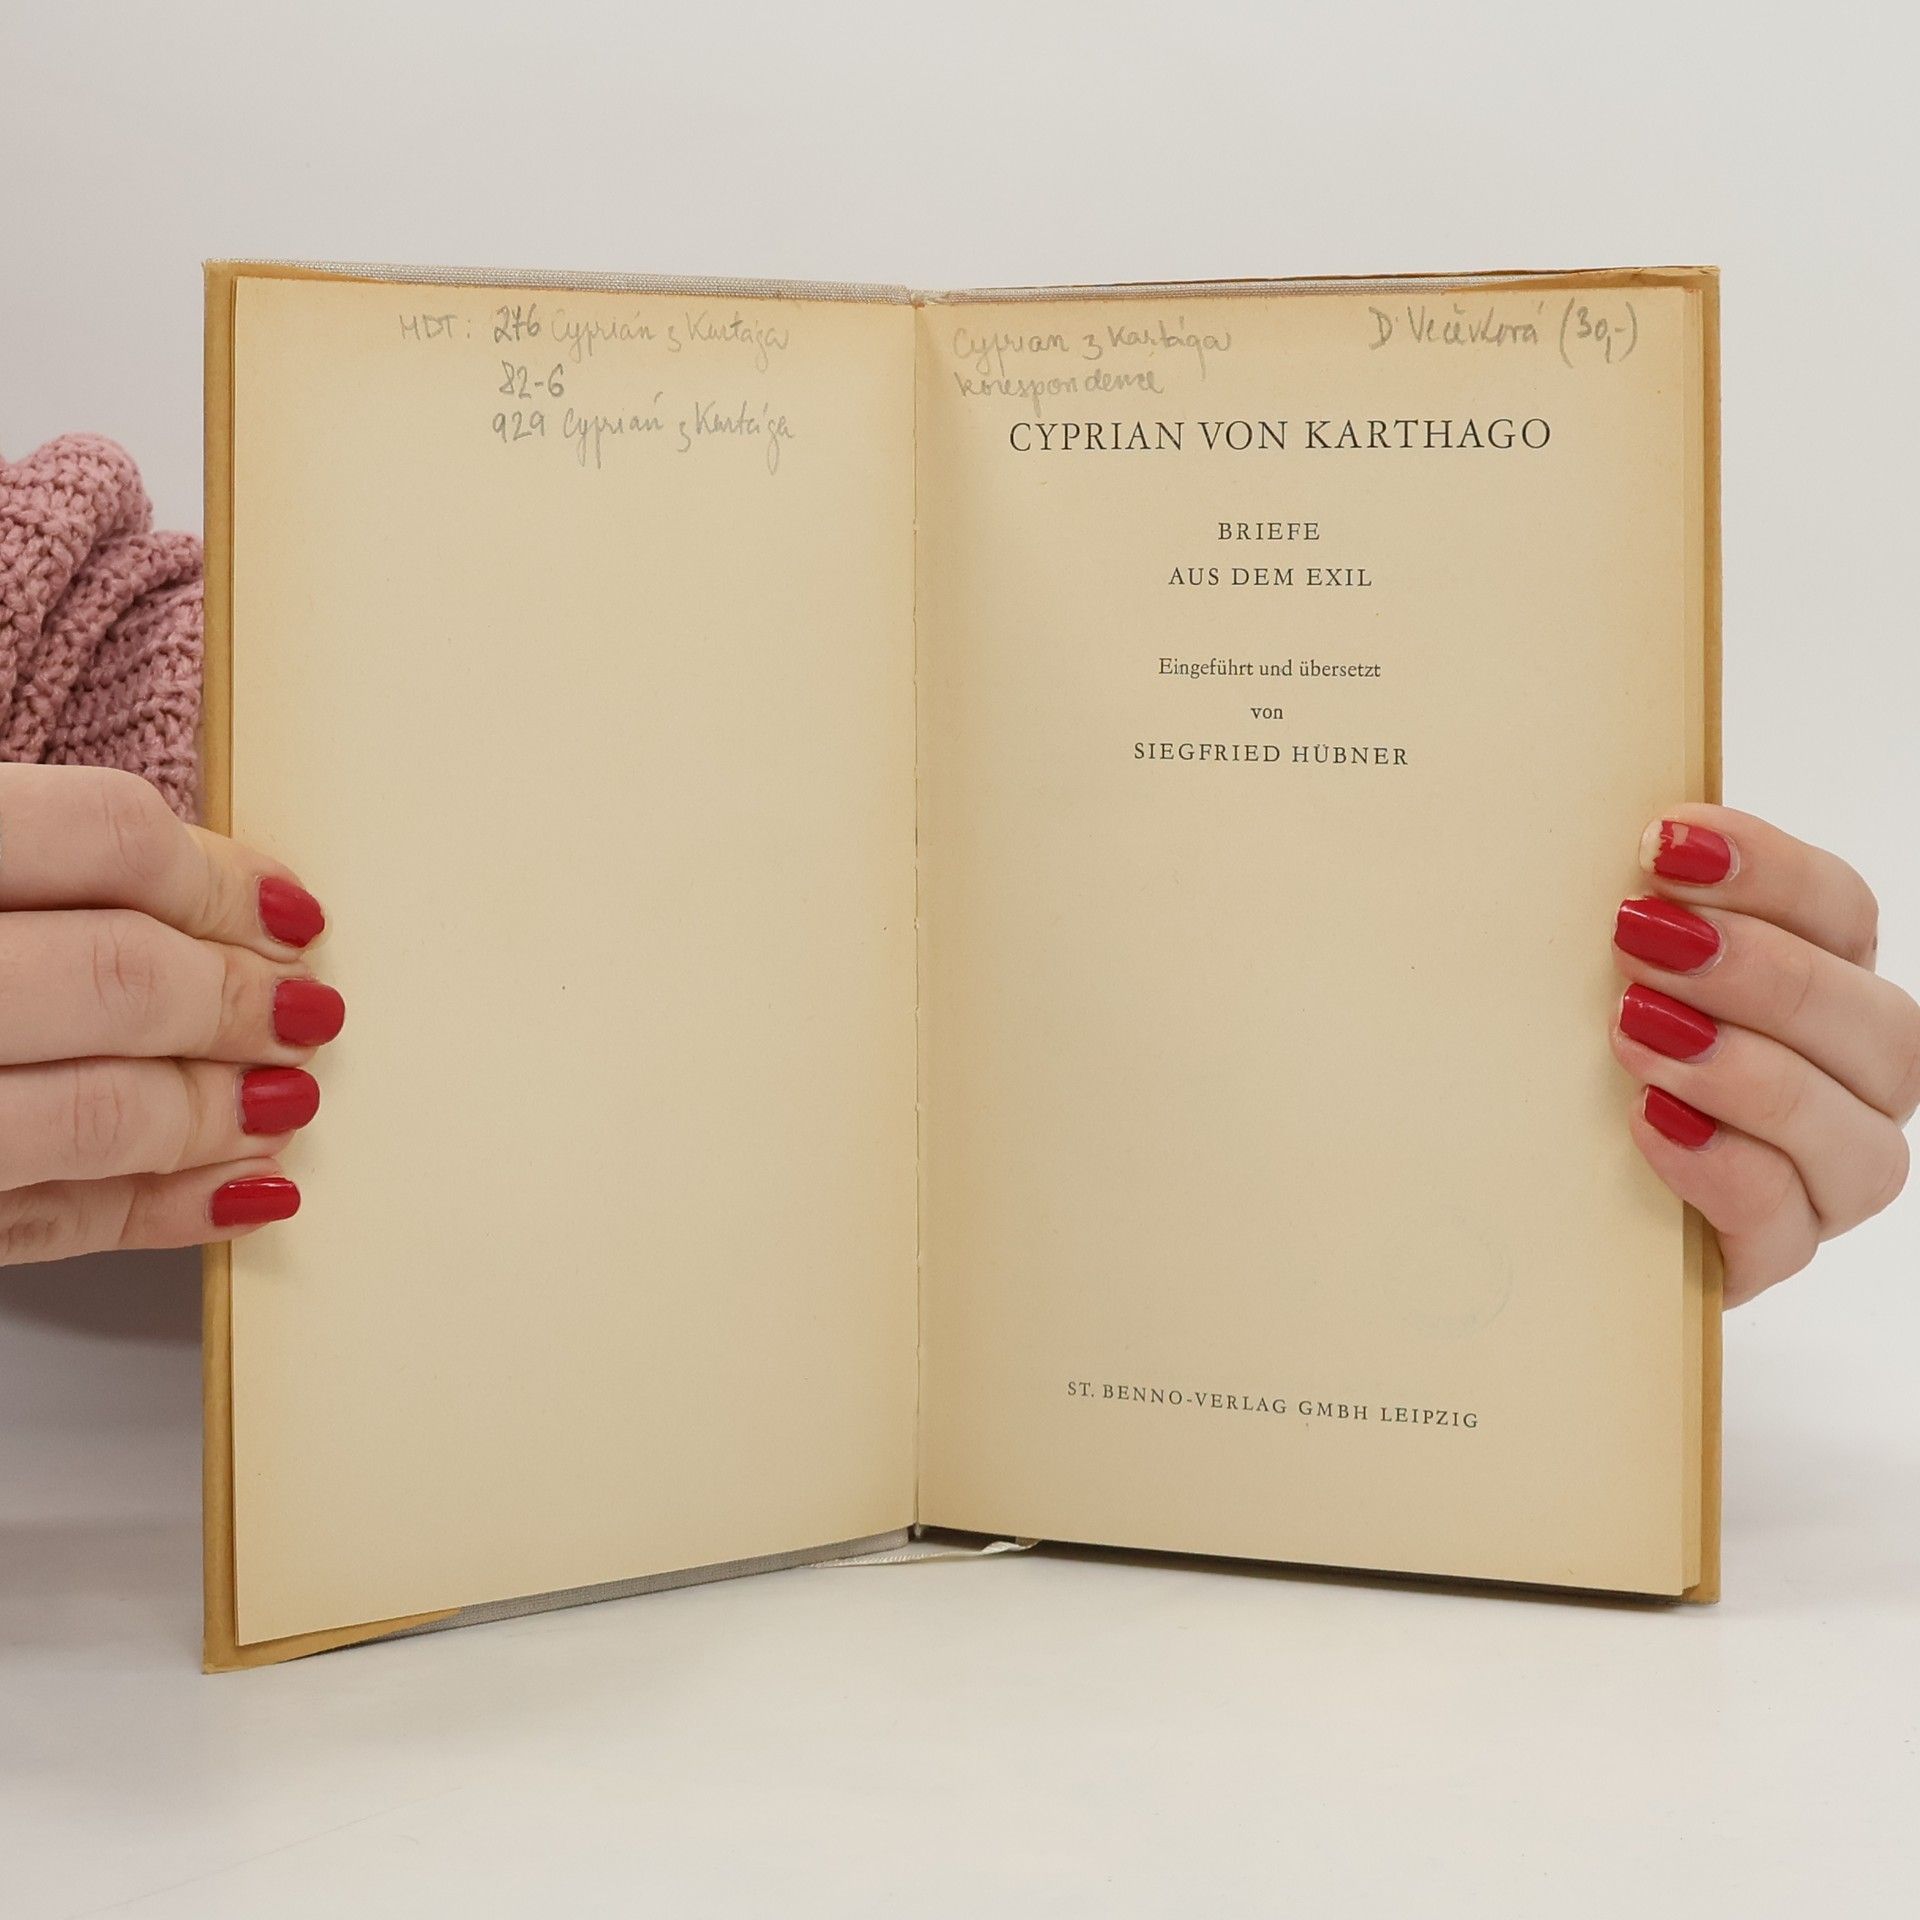 MDT: 276 Cyprián z Kartága
82-6
929 Cyprián z Kartága
Cyprian z Kartága
korespondence
D (30,-)
CYPRIAN VON KARTHAGO
BRIEFE
AUS DEM EXIL
Eingeführt und übersetzt
von
SIEGFRIED HÜBNER
ST. BENNO-VERLAG GMBH LEIPZIG